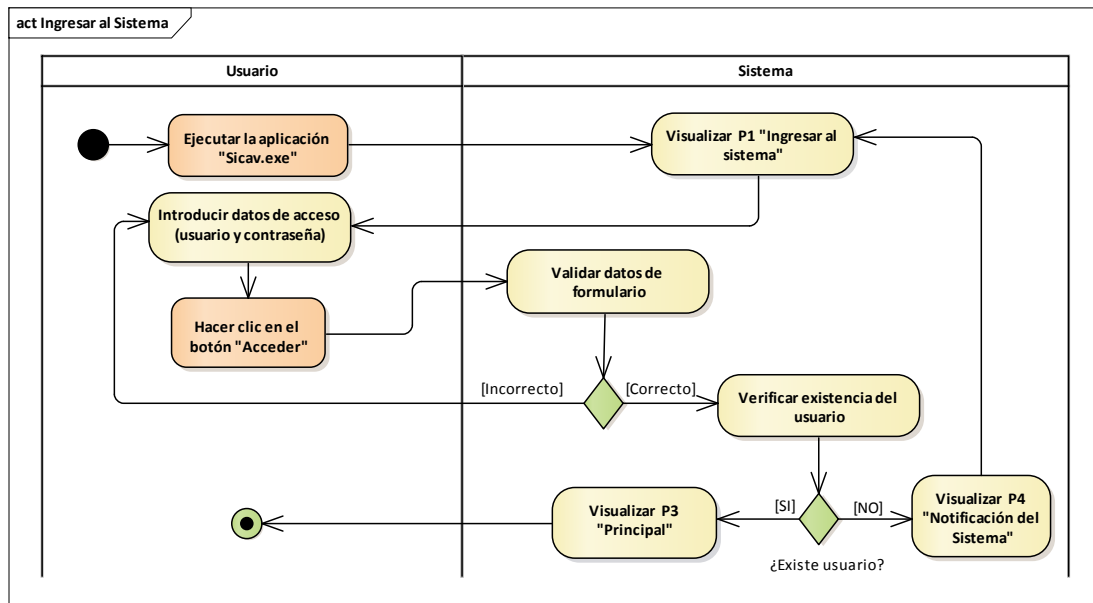 act Ingresar al Sistema
Usuario
Sistema
Ejecutar la aplicación
"Sicav.exe"
Visualizar P1 "Ingresar al
sistema"
Introducir datos de acceso
(usuario y contraseña)
Validar datos de
formulario
Hacer clic en el
botón "Acceder"
[Incorrecto]
[Correcto]
Verificar existencia del
usuario
Visualizar P3
"Principal"
[SI]
[NO]
Visualizar P4
"Notificación del
Sistema"
¿Existe usuario?